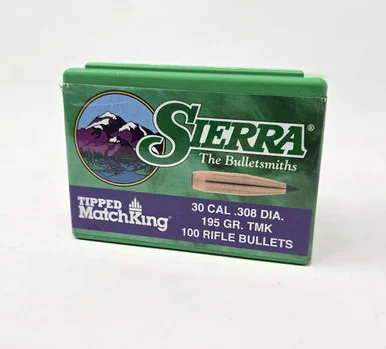 SIERRA®
The Bulletsmiths
TIPPED
MatchKing®
30 CAL .308 DIA.
195 GR. TMK
100 RIFLE BULLETS